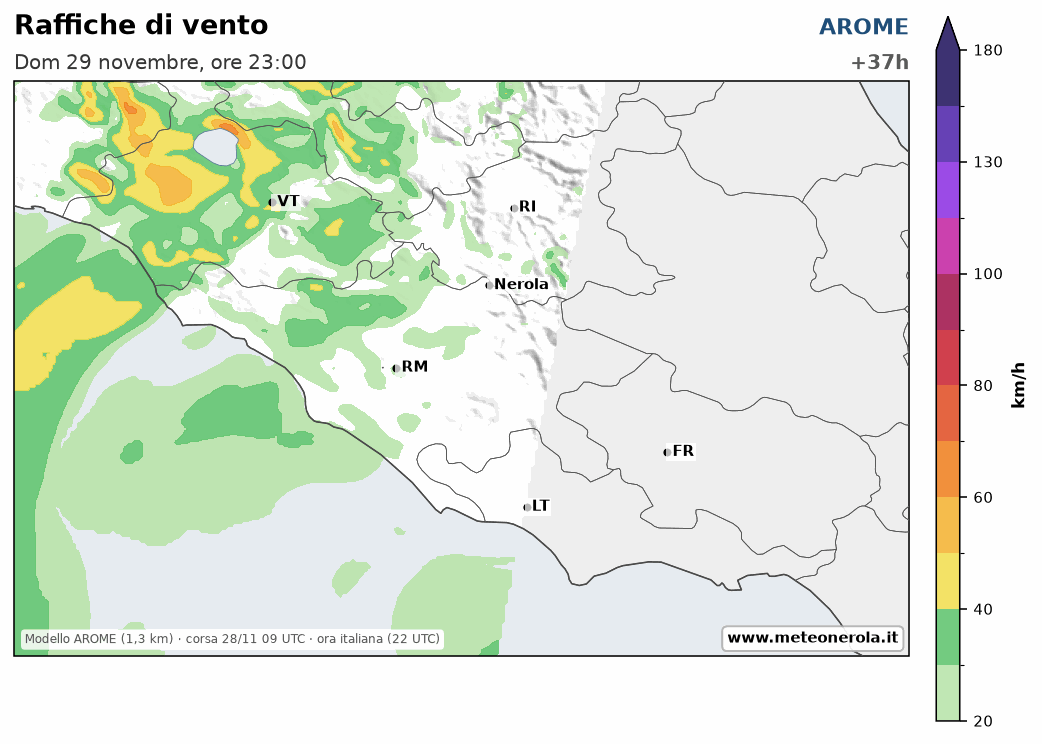 Raffiche di vento
AROME
Dom 29 novembre, ore 23:00
+37h
VT
RI
Nerola
RM
FR
LT
Modello AROME (1,3 km) · corsa 28/11 09 UTC · ora italiana (22 UTC)
www.meteonerola.it
180
130
100
80
60
40
20
km/h